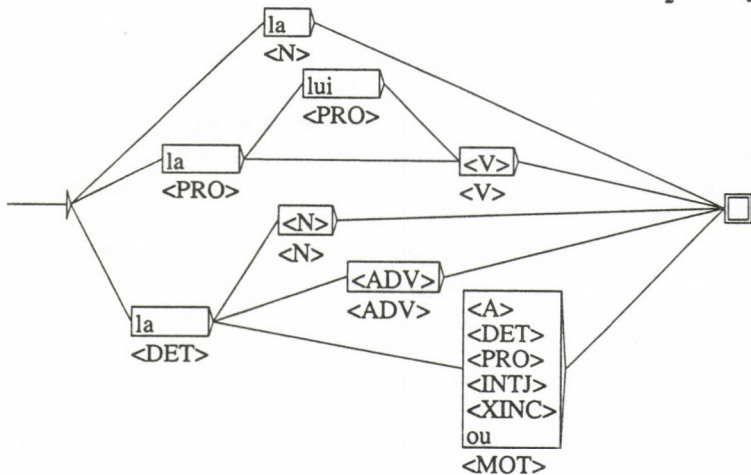 la
<N>
lui
<PRO>
la
<PRO>
<V>
<V>
<N>
<N>
<ADV>
<ADV>
la
<DET>
<A>
<DET>
<PRO>
<INTJ>
<XINC>
ou
<MOT>